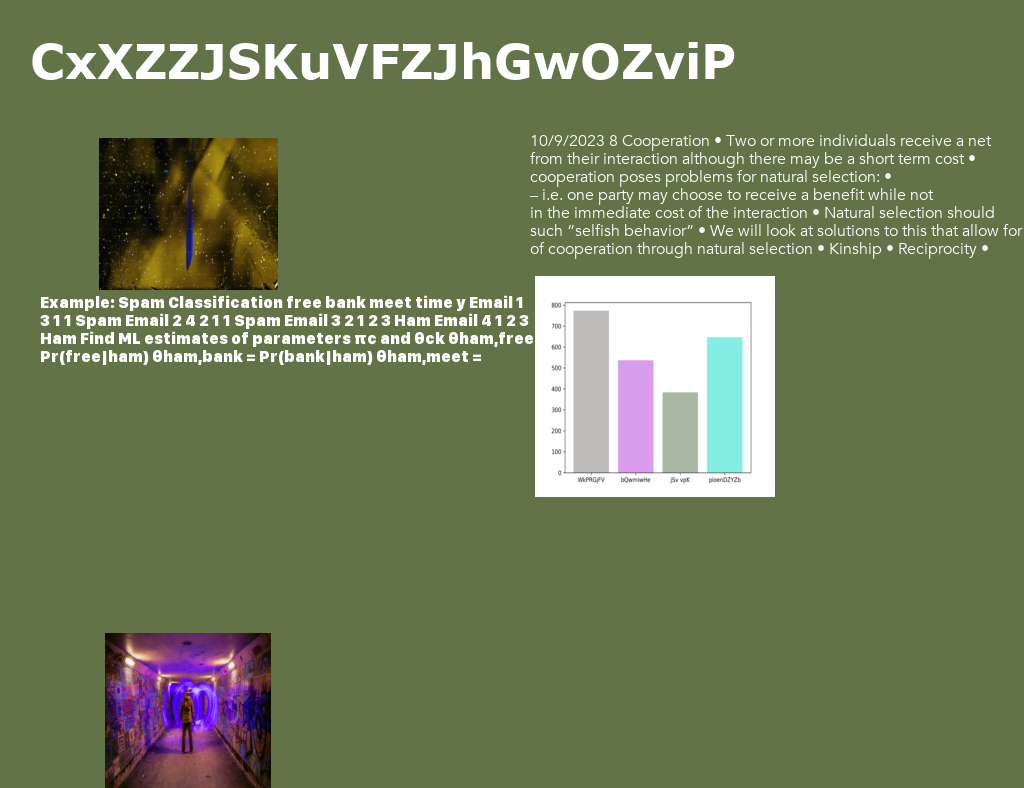 CxXZZJSKuVFZJhGwOZviP
10/9/2023 8 Cooperation • Two or more individuals receive a net
from their interaction although there may be a short term cost •
cooperation poses problems for natural selection: •
– i.e. one party may choose to receive a benefit while not
in the immediate cost of the interaction • Natural selection should
such “selfish behavior” • We will look at solutions to this that allow for
of cooperation through natural selection • Kinship • Reciprocity •
Example: Spam Classification free bank meet time y Email 1
3 1 1 Spam Email 2 4 2 1 1 Spam Email 3 2 1 2 3 Ham Email 4 1 2 3
Ham Find ML estimates of parameters πc and θck θham,free
Pr(free|ham) θham,bank = Pr(bank|ham) θham,meet =
800
700
600
500
400
300
200
100
0
WkPRGjFV bQwmiwHe jSv vpK pioenDZYZb